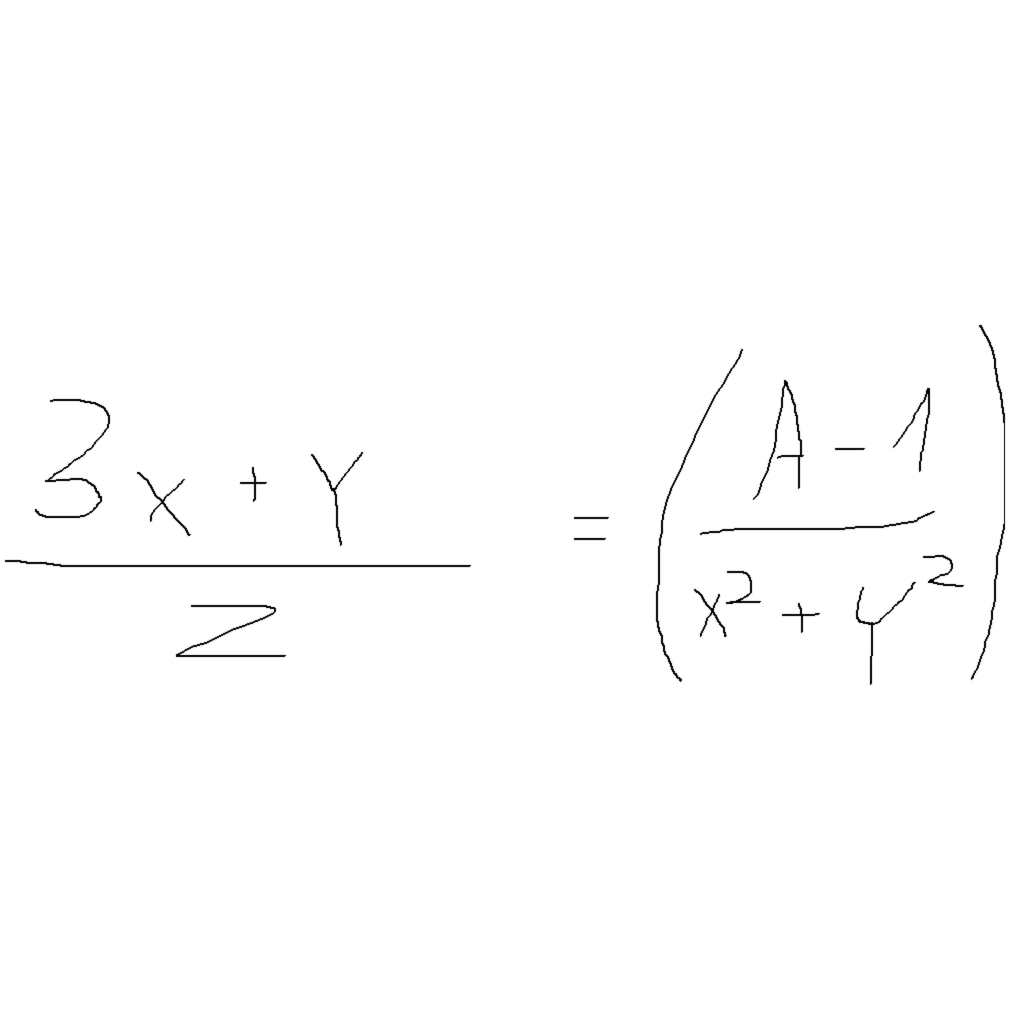 3x + y = (A - 1)
z x² + y²